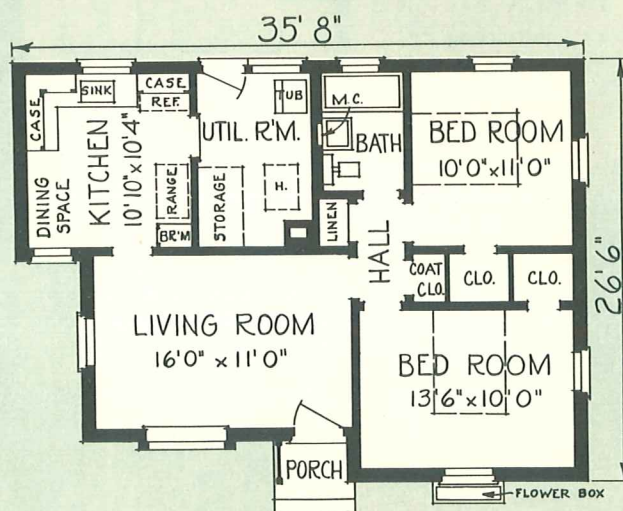 35' 8"
CASE
SINK
CASE
REF.
KITCHEN
10'10"x10'4"
DINING
SPACE
RANGE
BR'M
UTIL. R'M.
TUB
STORAGE
H.
M.C.
BATH
LINEN
HALL
BED ROOM
10'0"x11'0"
COAT
CLO.
CLO.
CLO.
26'6"
LIVING ROOM
16'0" x 11'0"
BED ROOM
13'6"x10'0"
PORCH
FLOWER BOX